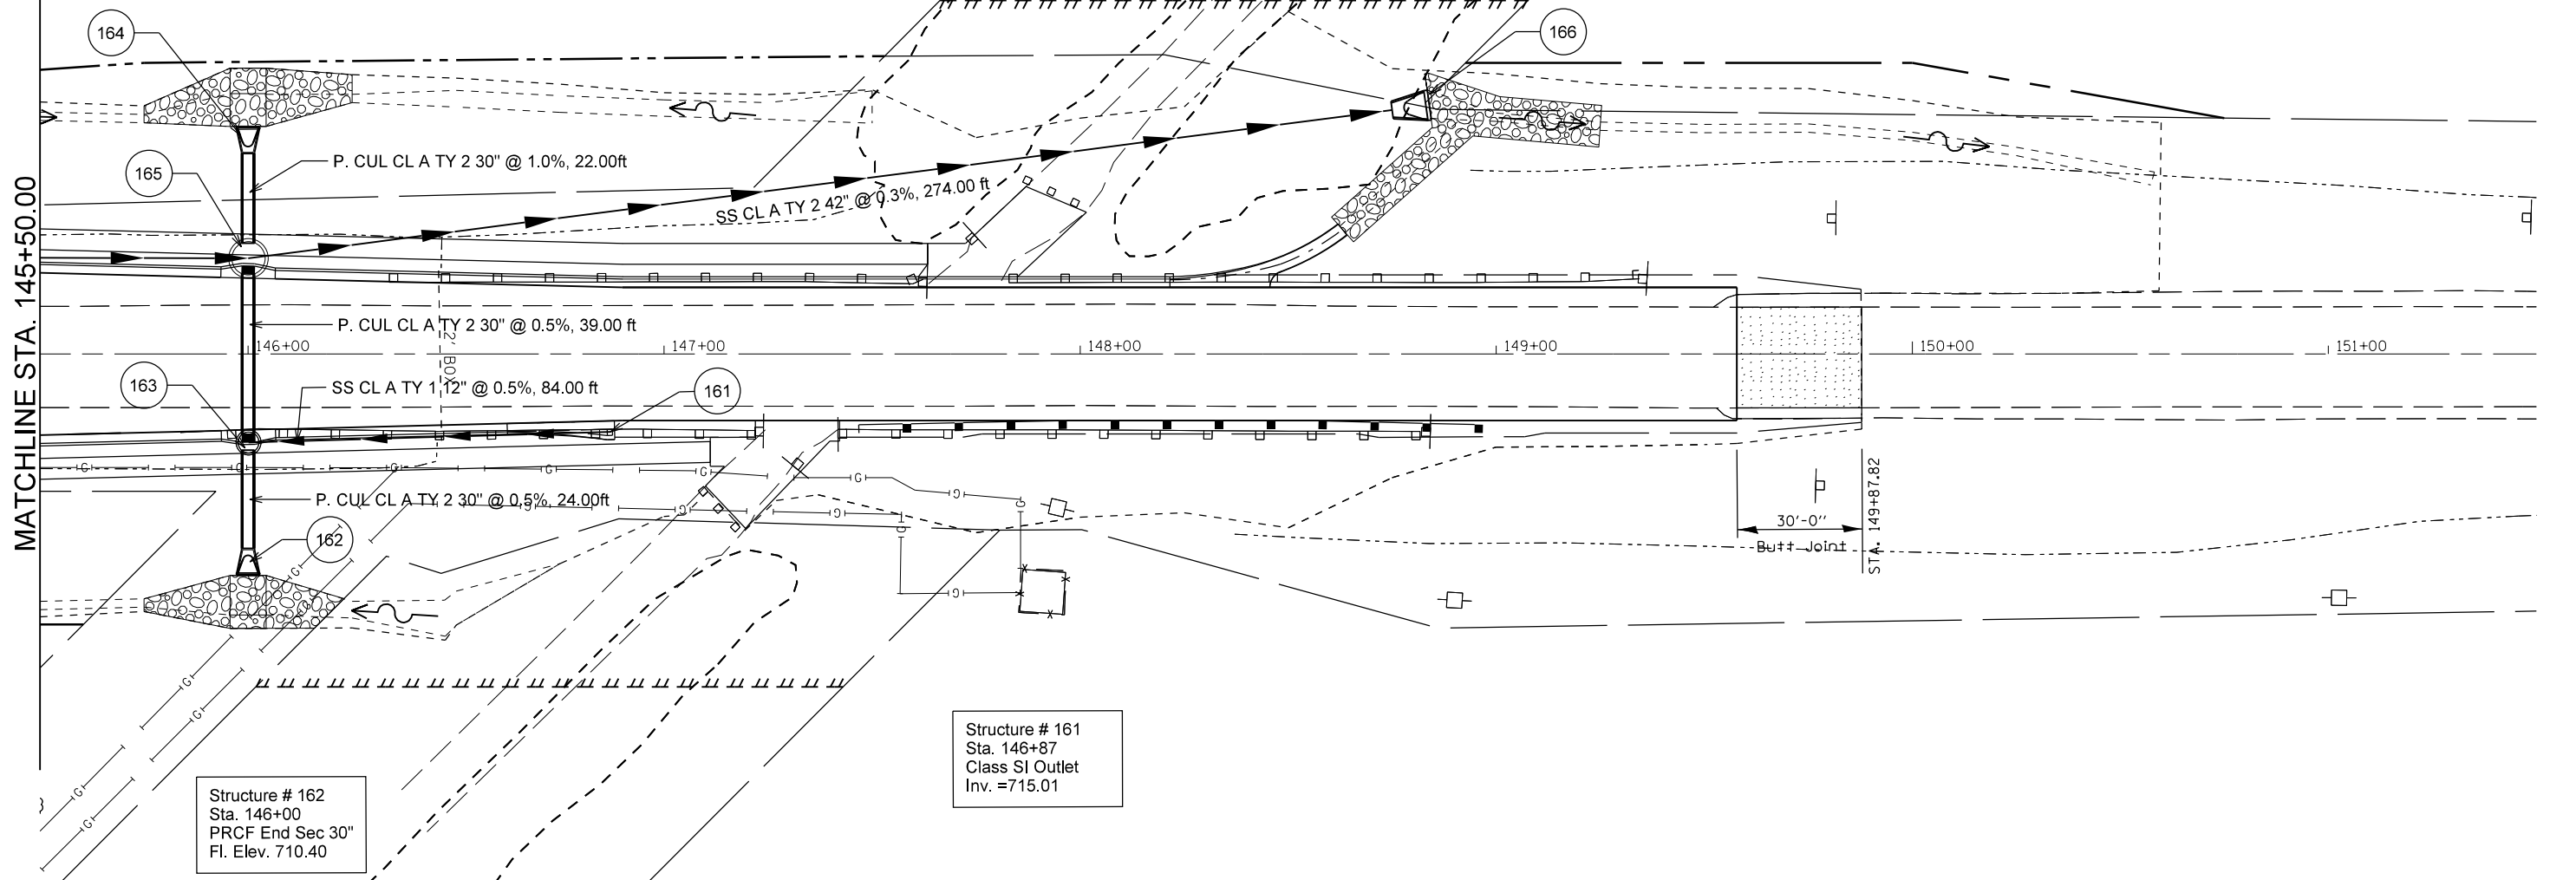 164
166
P. CUL CL A TY 2 30" @ 1.0%, 22.00ft
165
SS CL A TY 2 42" @ 0.3%, 274.00 ft
MATCHLINE STA. 145+50.00
P. CUL CL A TY 2 30" @ 0.5%, 39.00 ft
2' BOX
146+00
147+00
148+00
149+00
150+00
151+00
163
SS CL A TY 1 12" @ 0.5%, 84.00 ft
161
G
G
G
G
G
G
G
P. CUL CL A TY 2 30" @ 0.5%, 24.00ft
G
G
G
G
G
G
G
162
G
G
30'-0"
Butt Joint
STA. 149+87.82
G
G
G
G
Structure # 161
Sta. 146+87
Class SI Outlet
Inv. =715.01
Structure # 162
Sta. 146+00
PRCF End Sec 30"
Fl. Elev. 710.40